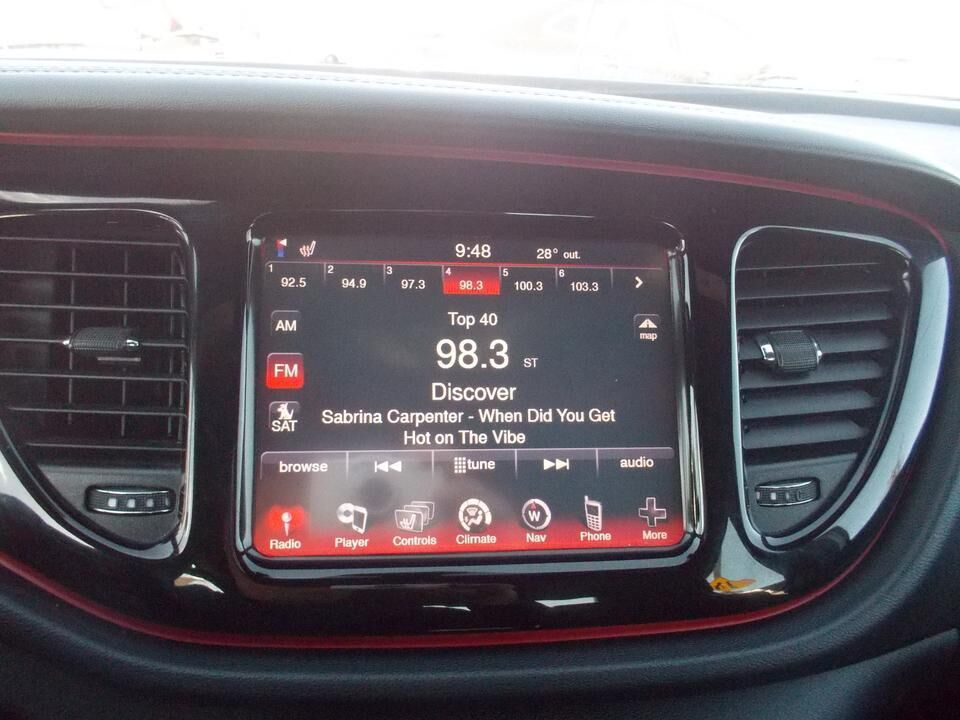 9:48 28° out.
1 2 3 4 5 6
92.5 94.9 97.3 98.3 100.3 103.3
AM Top 40
map
FM 98.3 ST
Discover
SAT Sabrina Carpenter - When Did You Get
Hot on The Vibe
browse tune audio
W
Radio Player Controls Climate Nav Phone More